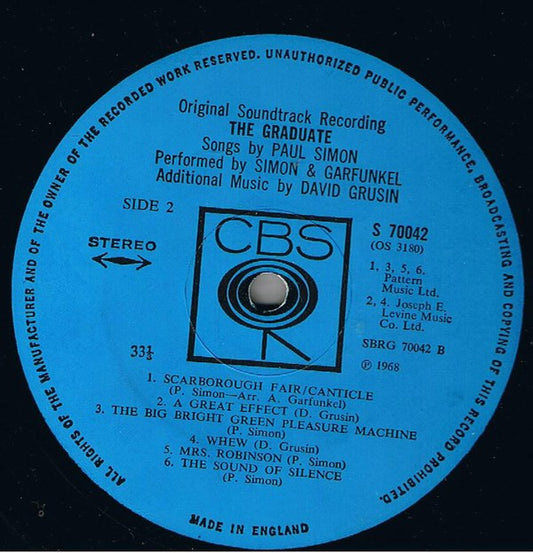 ALL RIGHTS OF THE MANUFACTURER AND OF THE OWNER OF THE RECORDED WORK RESERVED. UNAUTHORIZED PUBLIC PERFORMANCE, BROADCASTING AND COPYING OF THIS RECORD PROHIBITED.
Original Soundtrack Recording
THE GRADUATE
Songs by PAUL SIMON
Performed by SIMON & GARFUNKEL
Additional Music by DAVID GRUSIN
SIDE 2
STEREO
33⅓
CBS
S 70042
(OS 3180)
1, 3, 5, 6.
Pattern
Music Ltd.
2, 4. Joseph E.
Levine Music
Co. Ltd.
SBRG 70042 B
℗ 1968
1. SCARBOROUGH FAIR/CANTICLE
(P. Simon—Arr. A. Garfunkel)
2. A GREAT EFFECT (D. Grusin)
3. THE BIG BRIGHT GREEN PLEASURE MACHINE
(P. Simon)
4. WHEW (D. Grusin)
5. MRS. ROBINSON (P. Simon)
6. THE SOUND OF SILENCE
(P. Simon)
MADE IN ENGLAND